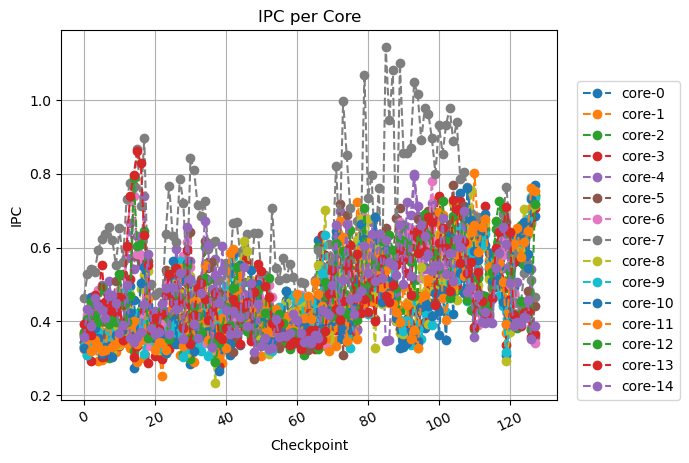 IPC per Core
IPC
1.0
0.8
0.6
0.4
0.2
0
20
40
60
80
100
120
Checkpoint
core-0
core-1
core-2
core-3
core-4
core-5
core-6
core-7
core-8
core-9
core-10
core-11
core-12
core-13
core-14